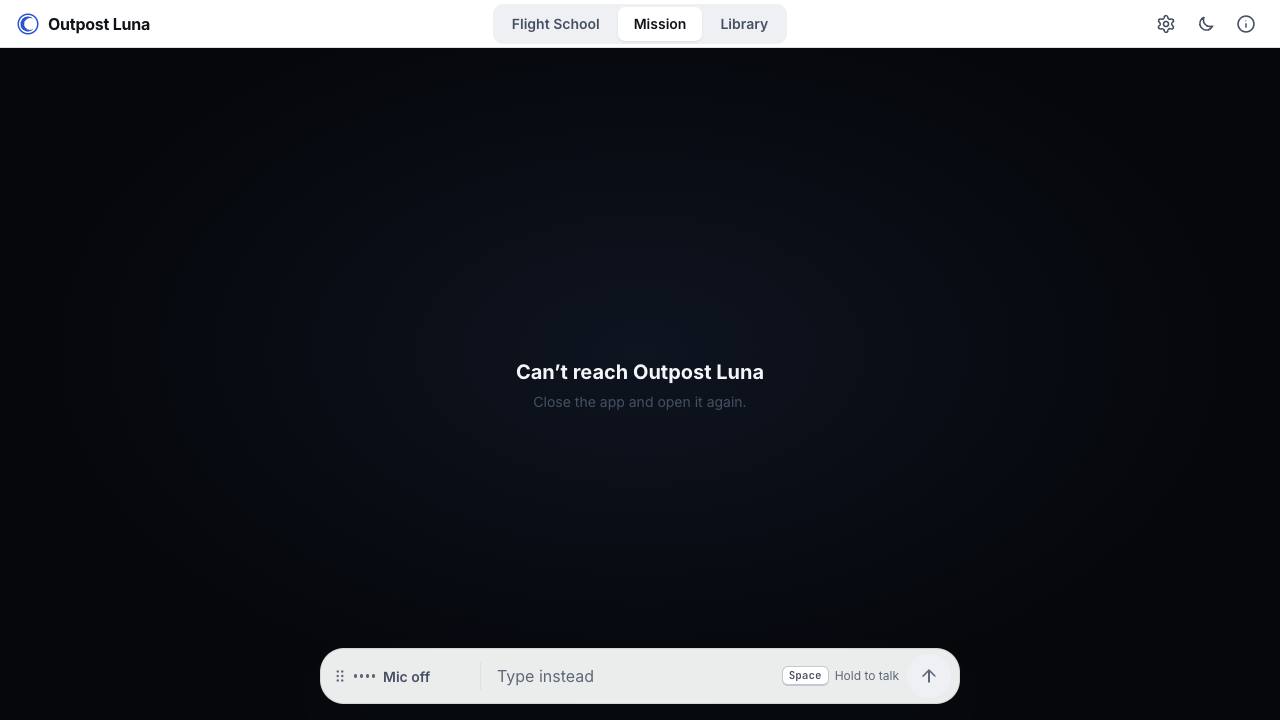 Outpost Luna
Flight School
Mission
Library
Can’t reach Outpost Luna
Close the app and open it again.
Mic off
Type instead
Space
Hold to talk